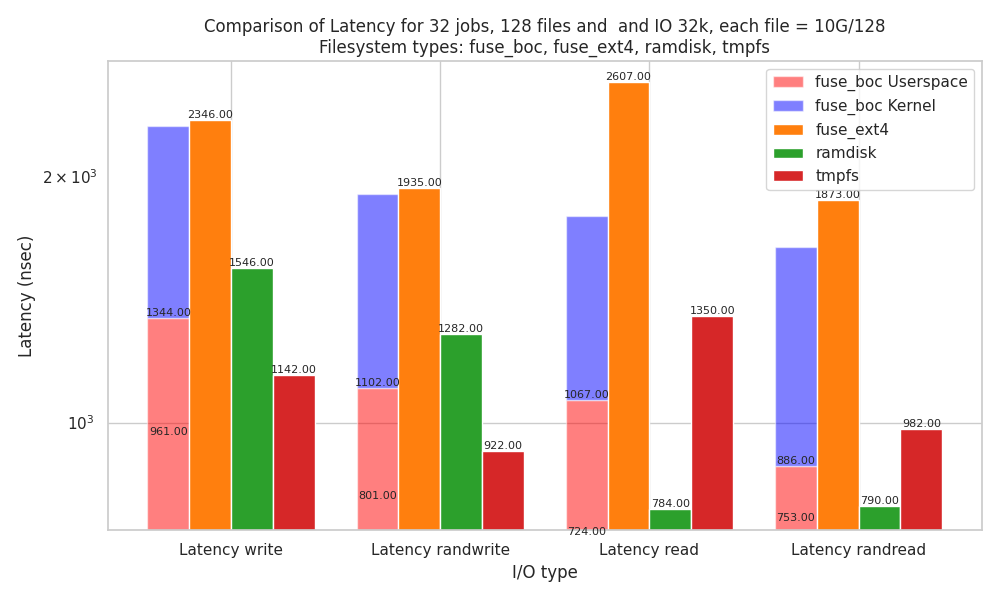 Comparison of Latency for 32 jobs, 128 files and  and IO 32k, each file = 10G/128
Filesystem types: fuse_boc, fuse_ext4, ramdisk, tmpfs
fuse_boc Userspace
fuse_boc Kernel
fuse_ext4
ramdisk
tmpfs
Latency (nsec)
2 × 10³
10³
1344.00
961.00
2346.00
1546.00
1142.00
1102.00
801.00
1935.00
1282.00
922.00
1067.00
724.00
2607.00
784.00
1350.00
886.00
753.00
1873.00
790.00
982.00
Latency write
Latency randwrite
Latency read
Latency randread
I/O type